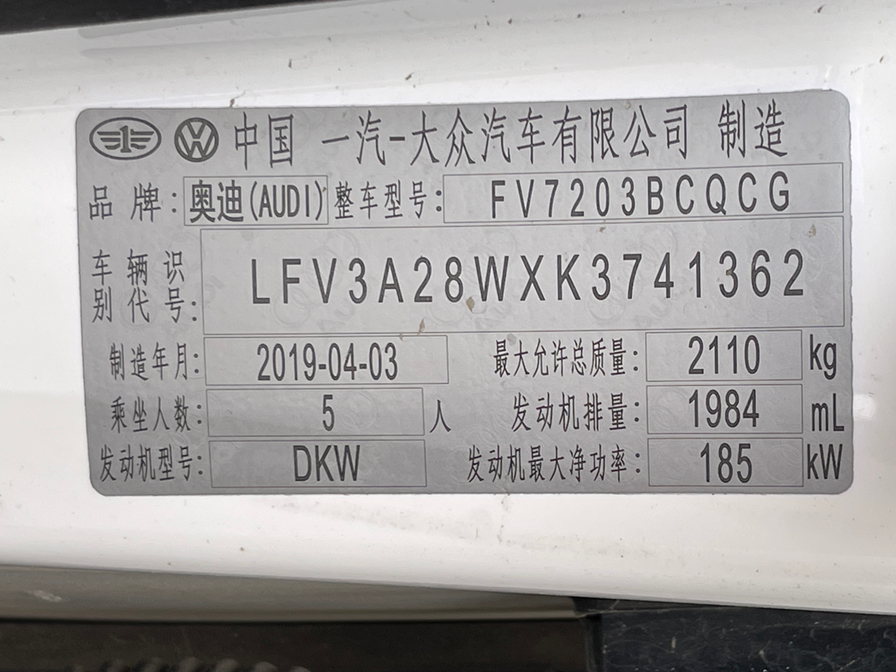 中国 一汽-大众汽车有限公司 制造
品牌: 奥迪(AUDI) 整车型号: FV7203BCQCG
车辆识别代号: LFV3A28WXK3741362
制造年月: 2019-04-03 最大允许总质量: 2110 kg
乘坐人数: 5 人 发动机排量: 1984 mL
发动机型号: DKW 发动机最大净功率: 185 kW